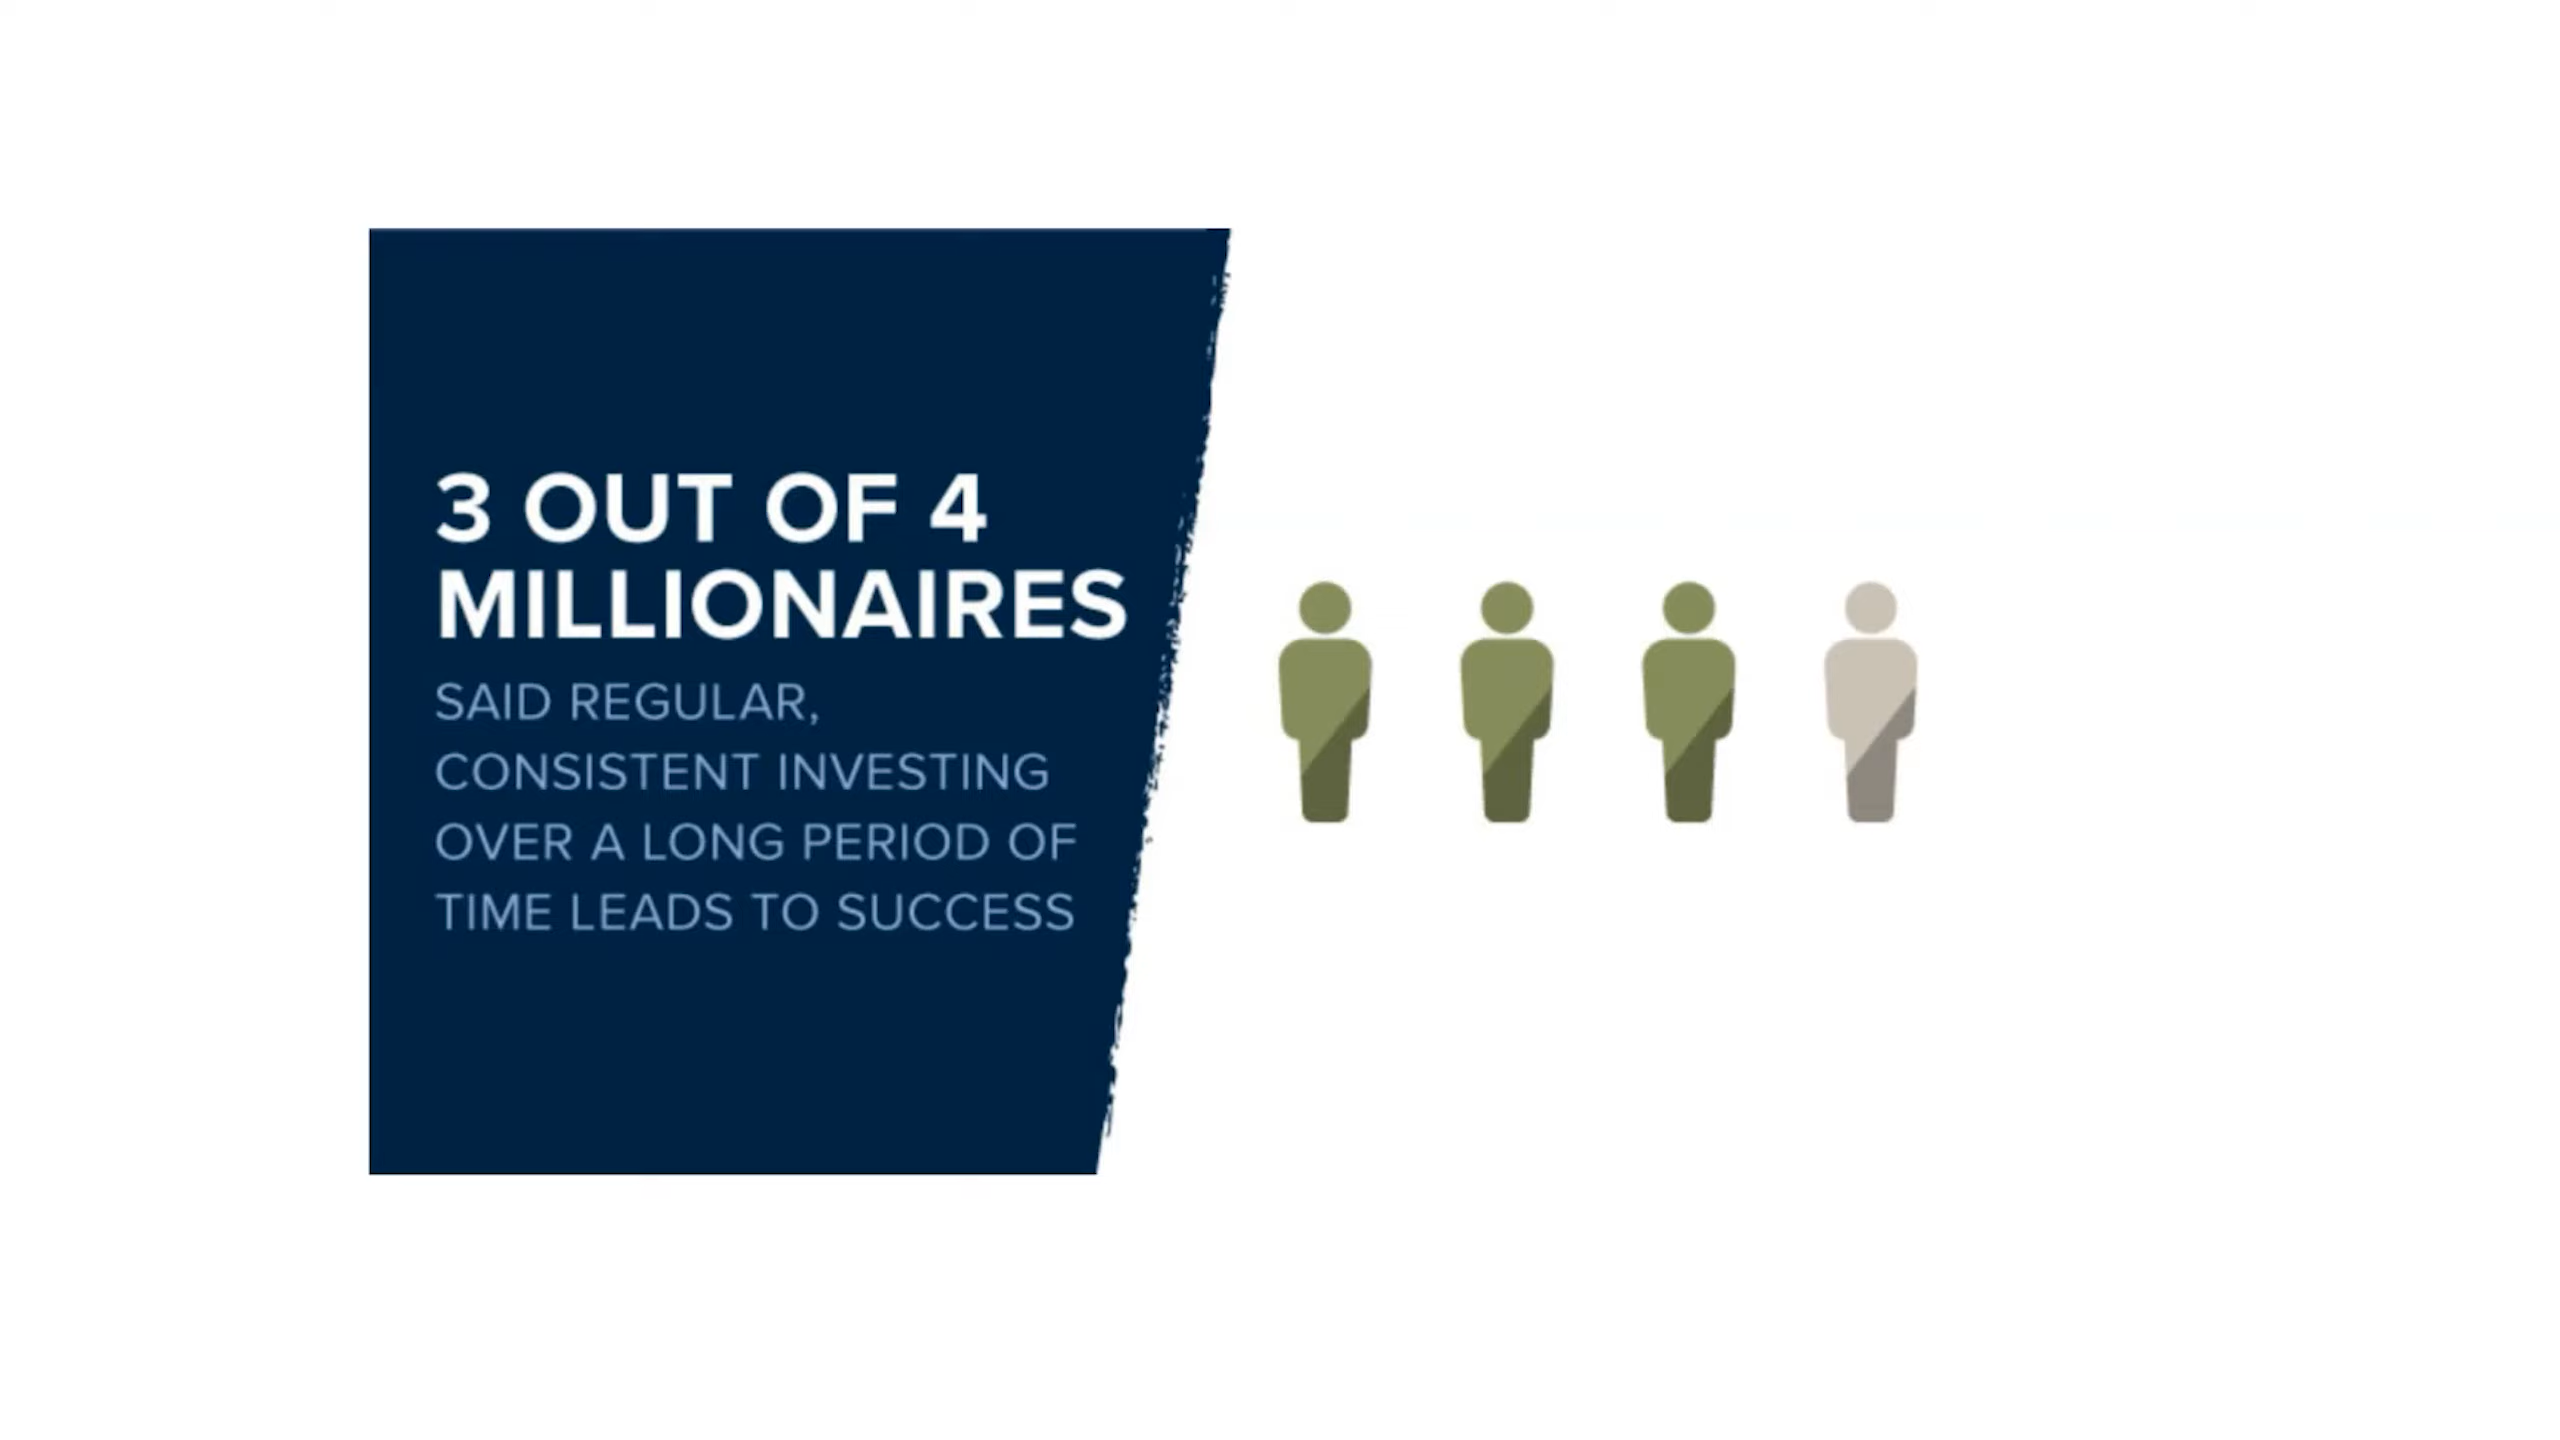 3 OUT OF 4
MILLIONAIRES
SAID REGULAR,
CONSISTENT INVESTING
OVER A LONG PERIOD OF
TIME LEADS TO SUCCESS